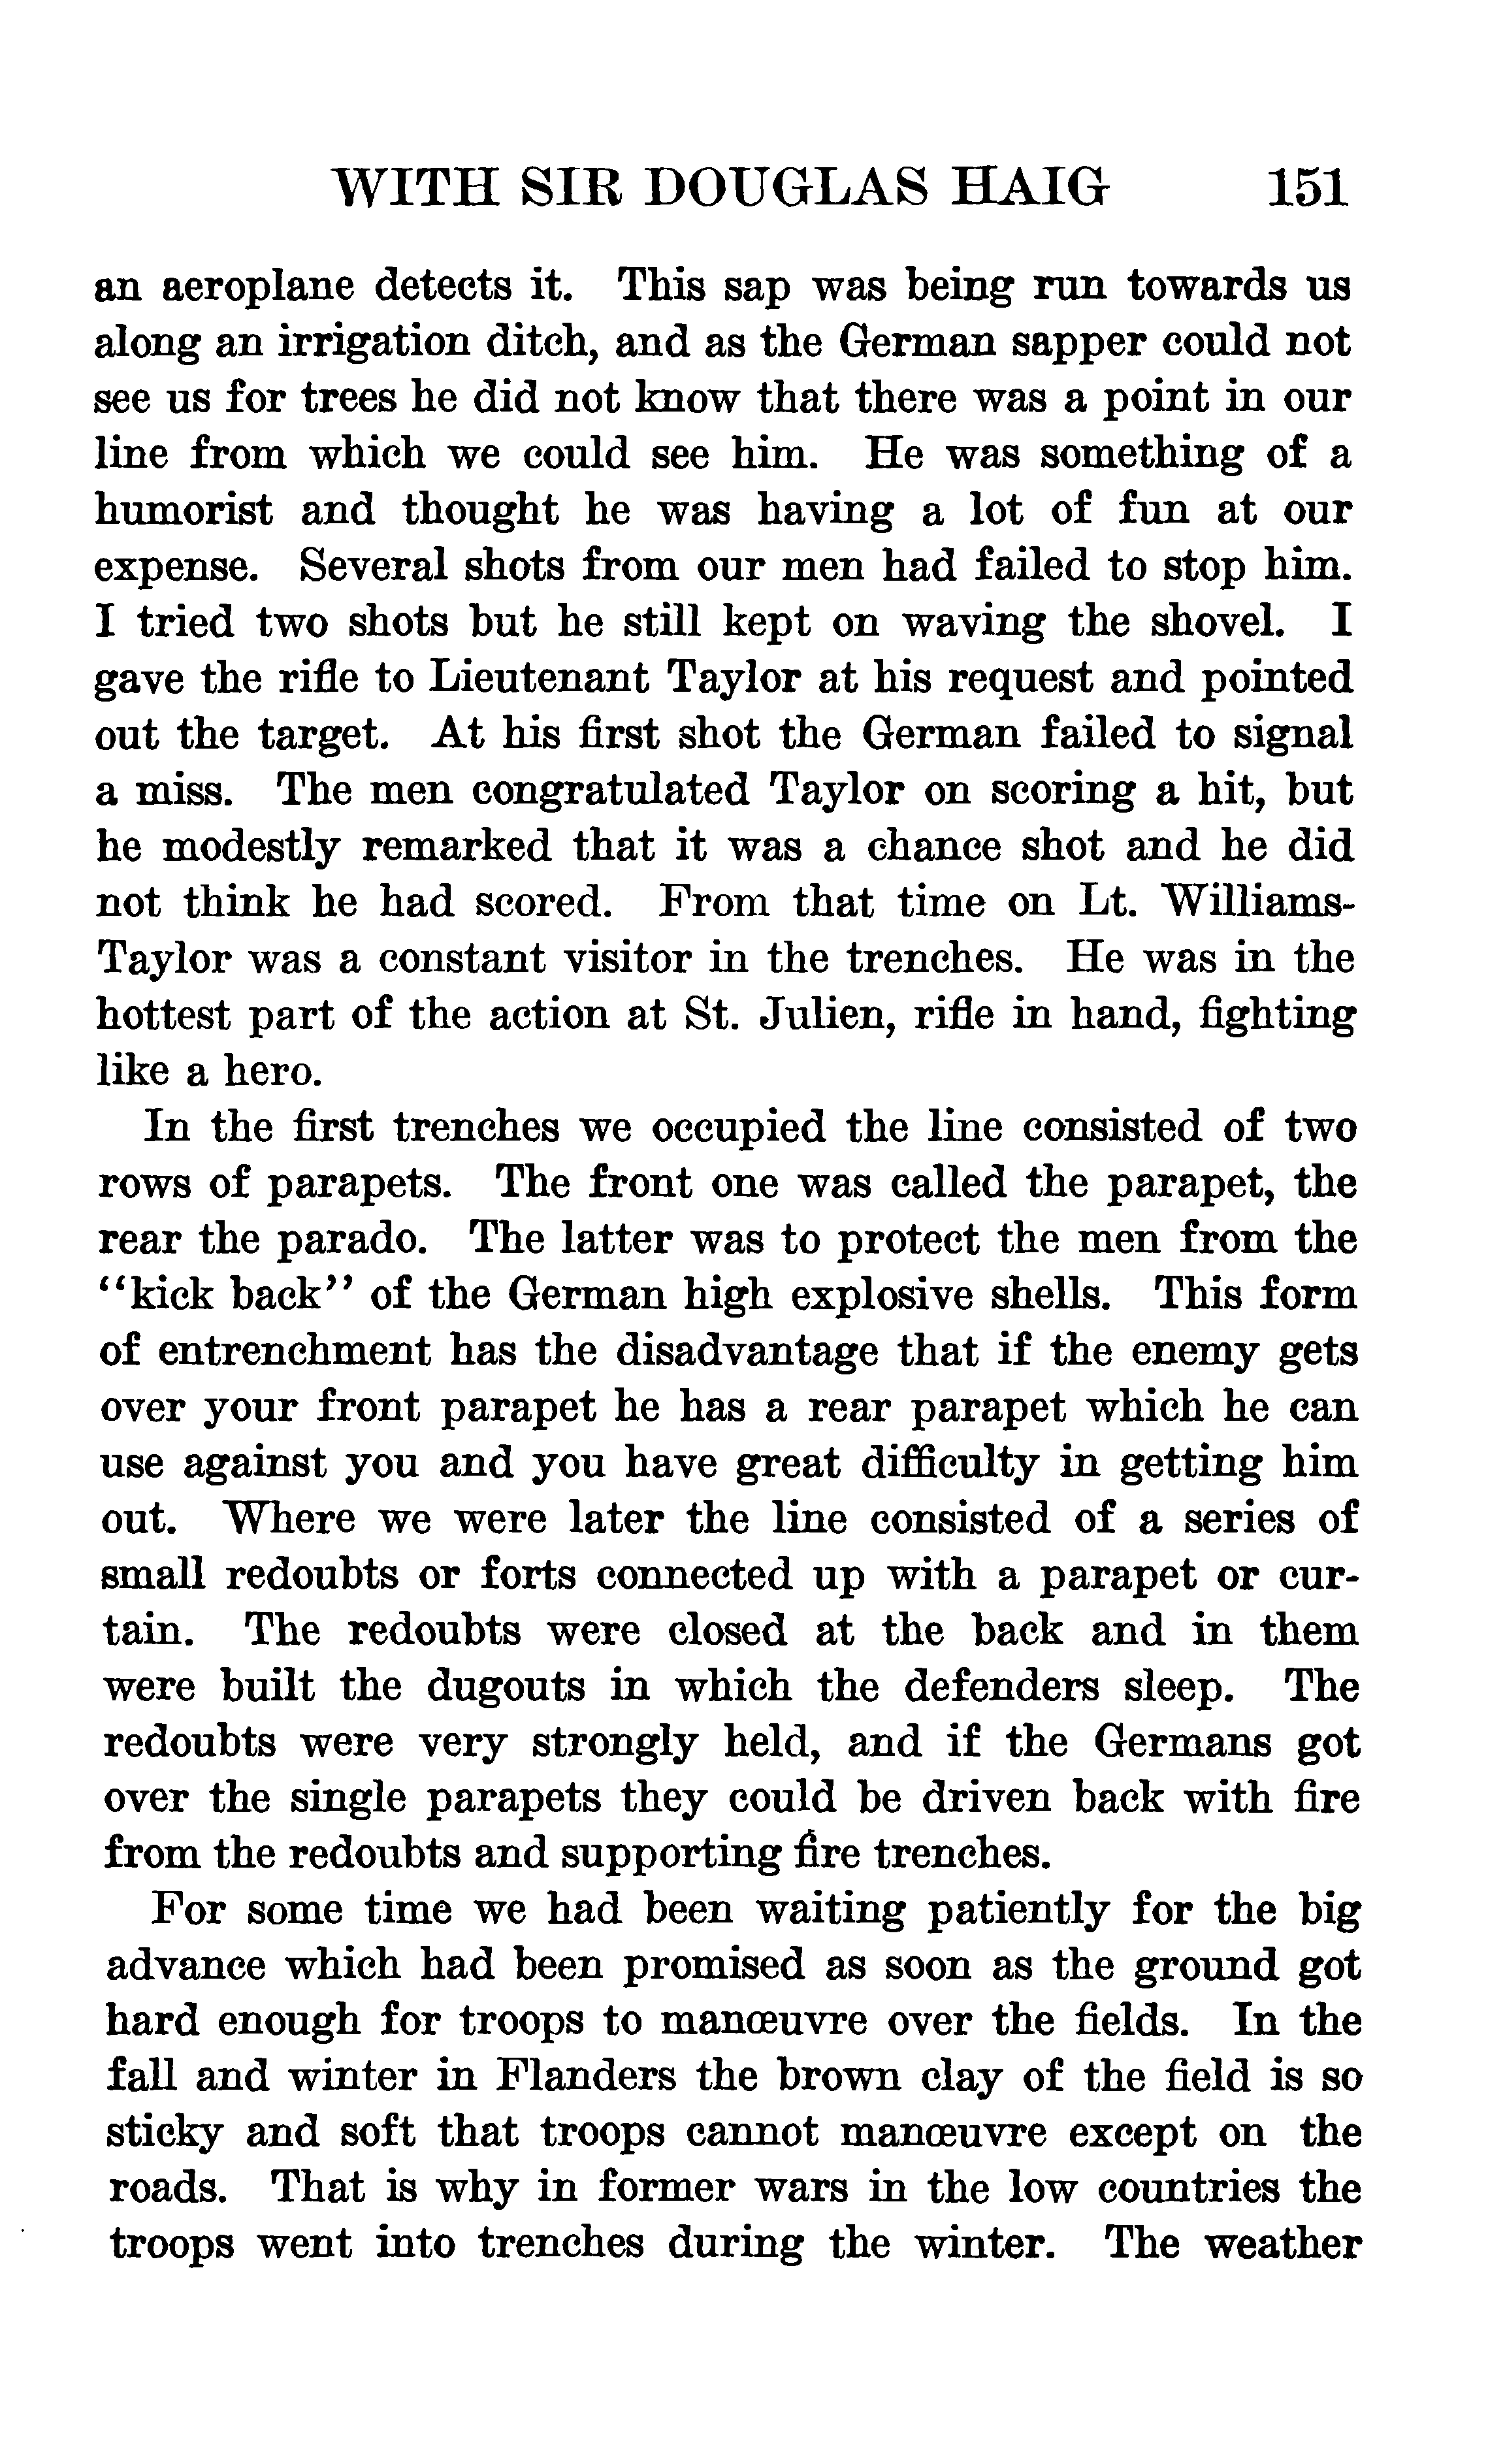 WITH SIR DOUGLAS HAIG 151
an aeroplane detects it. This sap was being run towards us
along an irrigation ditch, and as the German sapper could not
see us for trees he did not know that there was a point in our
line from which we could see him. He was something of a
humorist and thought he was having a lot of fun at our
expense. Several shots from our men had failed to stop him.
I tried two shots but he still kept on waving the shovel. I
gave the rifle to Lieutenant Taylor at his request and pointed
out the target. At his first shot the German failed to signal
a miss. The men congratulated Taylor on scoring a hit, but
he modestly remarked that it was a chance shot and he did
not think he had scored. From that time on Lt. Williams-
Taylor was a constant visitor in the trenches. He was in the
hottest part of the action at St. Julien, rifle in hand, fighting
like a hero.
In the first trenches we occupied the line consisted of two
rows of parapets. The front one was called the parapet, the
rear the parado. The latter was to protect the men from the
“kick back” of the German high explosive shells. This form
of entrenchment has the disadvantage that if the enemy gets
over your front parapet he has a rear parapet which he can
use against you and you have great difficulty in getting him
out. Where we were later the line consisted of a series of
small redoubts or forts connected up with a parapet or cur-
tain. The redoubts were closed at the back and in them
were built the dugouts in which the defenders sleep. The
redoubts were very strongly held, and if the Germans got
over the single parapets they could be driven back with fire
from the redoubts and supporting fire trenches.
For some time we had been waiting patiently for the big
advance which had been promised as soon as the ground got
hard enough for troops to manœuvre over the fields. In the
fall and winter in Flanders the brown clay of the field is so
sticky and soft that troops cannot manœuvre except on the
roads. That is why in former wars in the low countries the
troops went into trenches during the winter. The weather